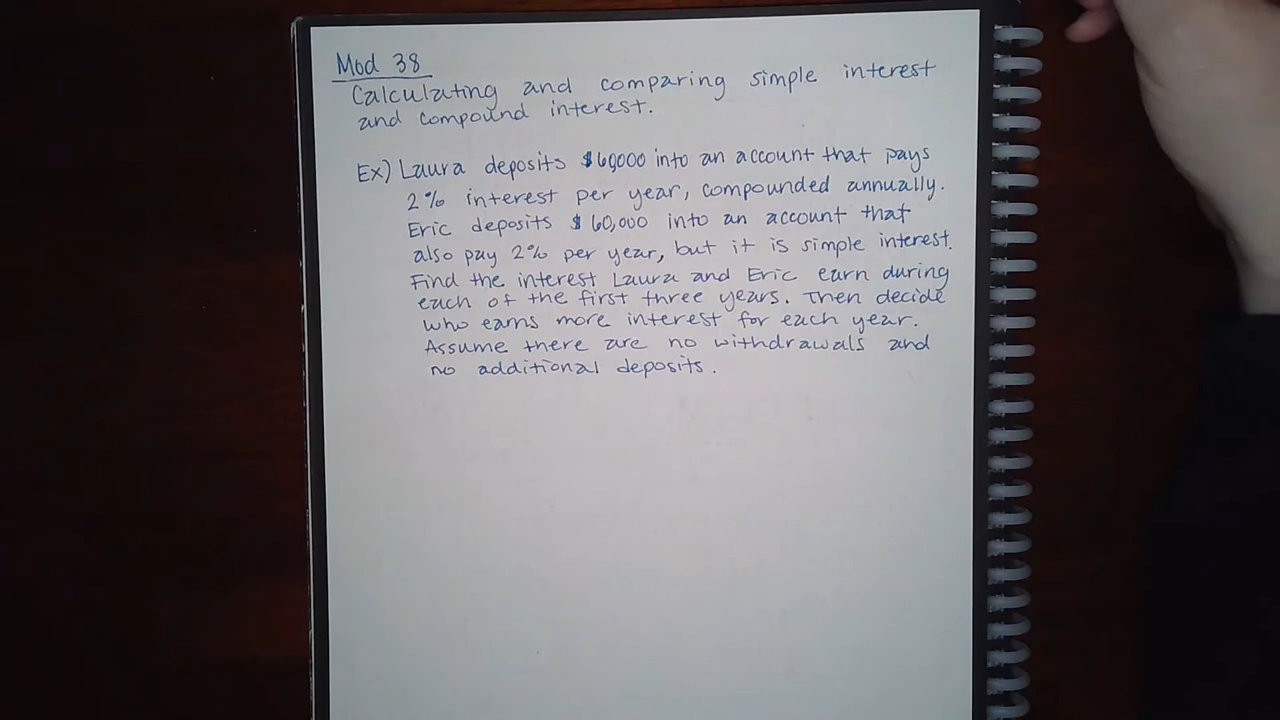 Mod 38
Calculating and comparing simple interest
and compound interest.
Ex) Laura deposits $60,000 into an account that pays
2% interest per year, compounded annually.
Eric deposits $60,000 into an account that
also pay 2% per year, but it is simple interest.
Find the interest Laura and Eric earn during
each of the first three years. Then decide
who earns more interest for each year.
Assume there are no withdrawals and
no additional deposits.